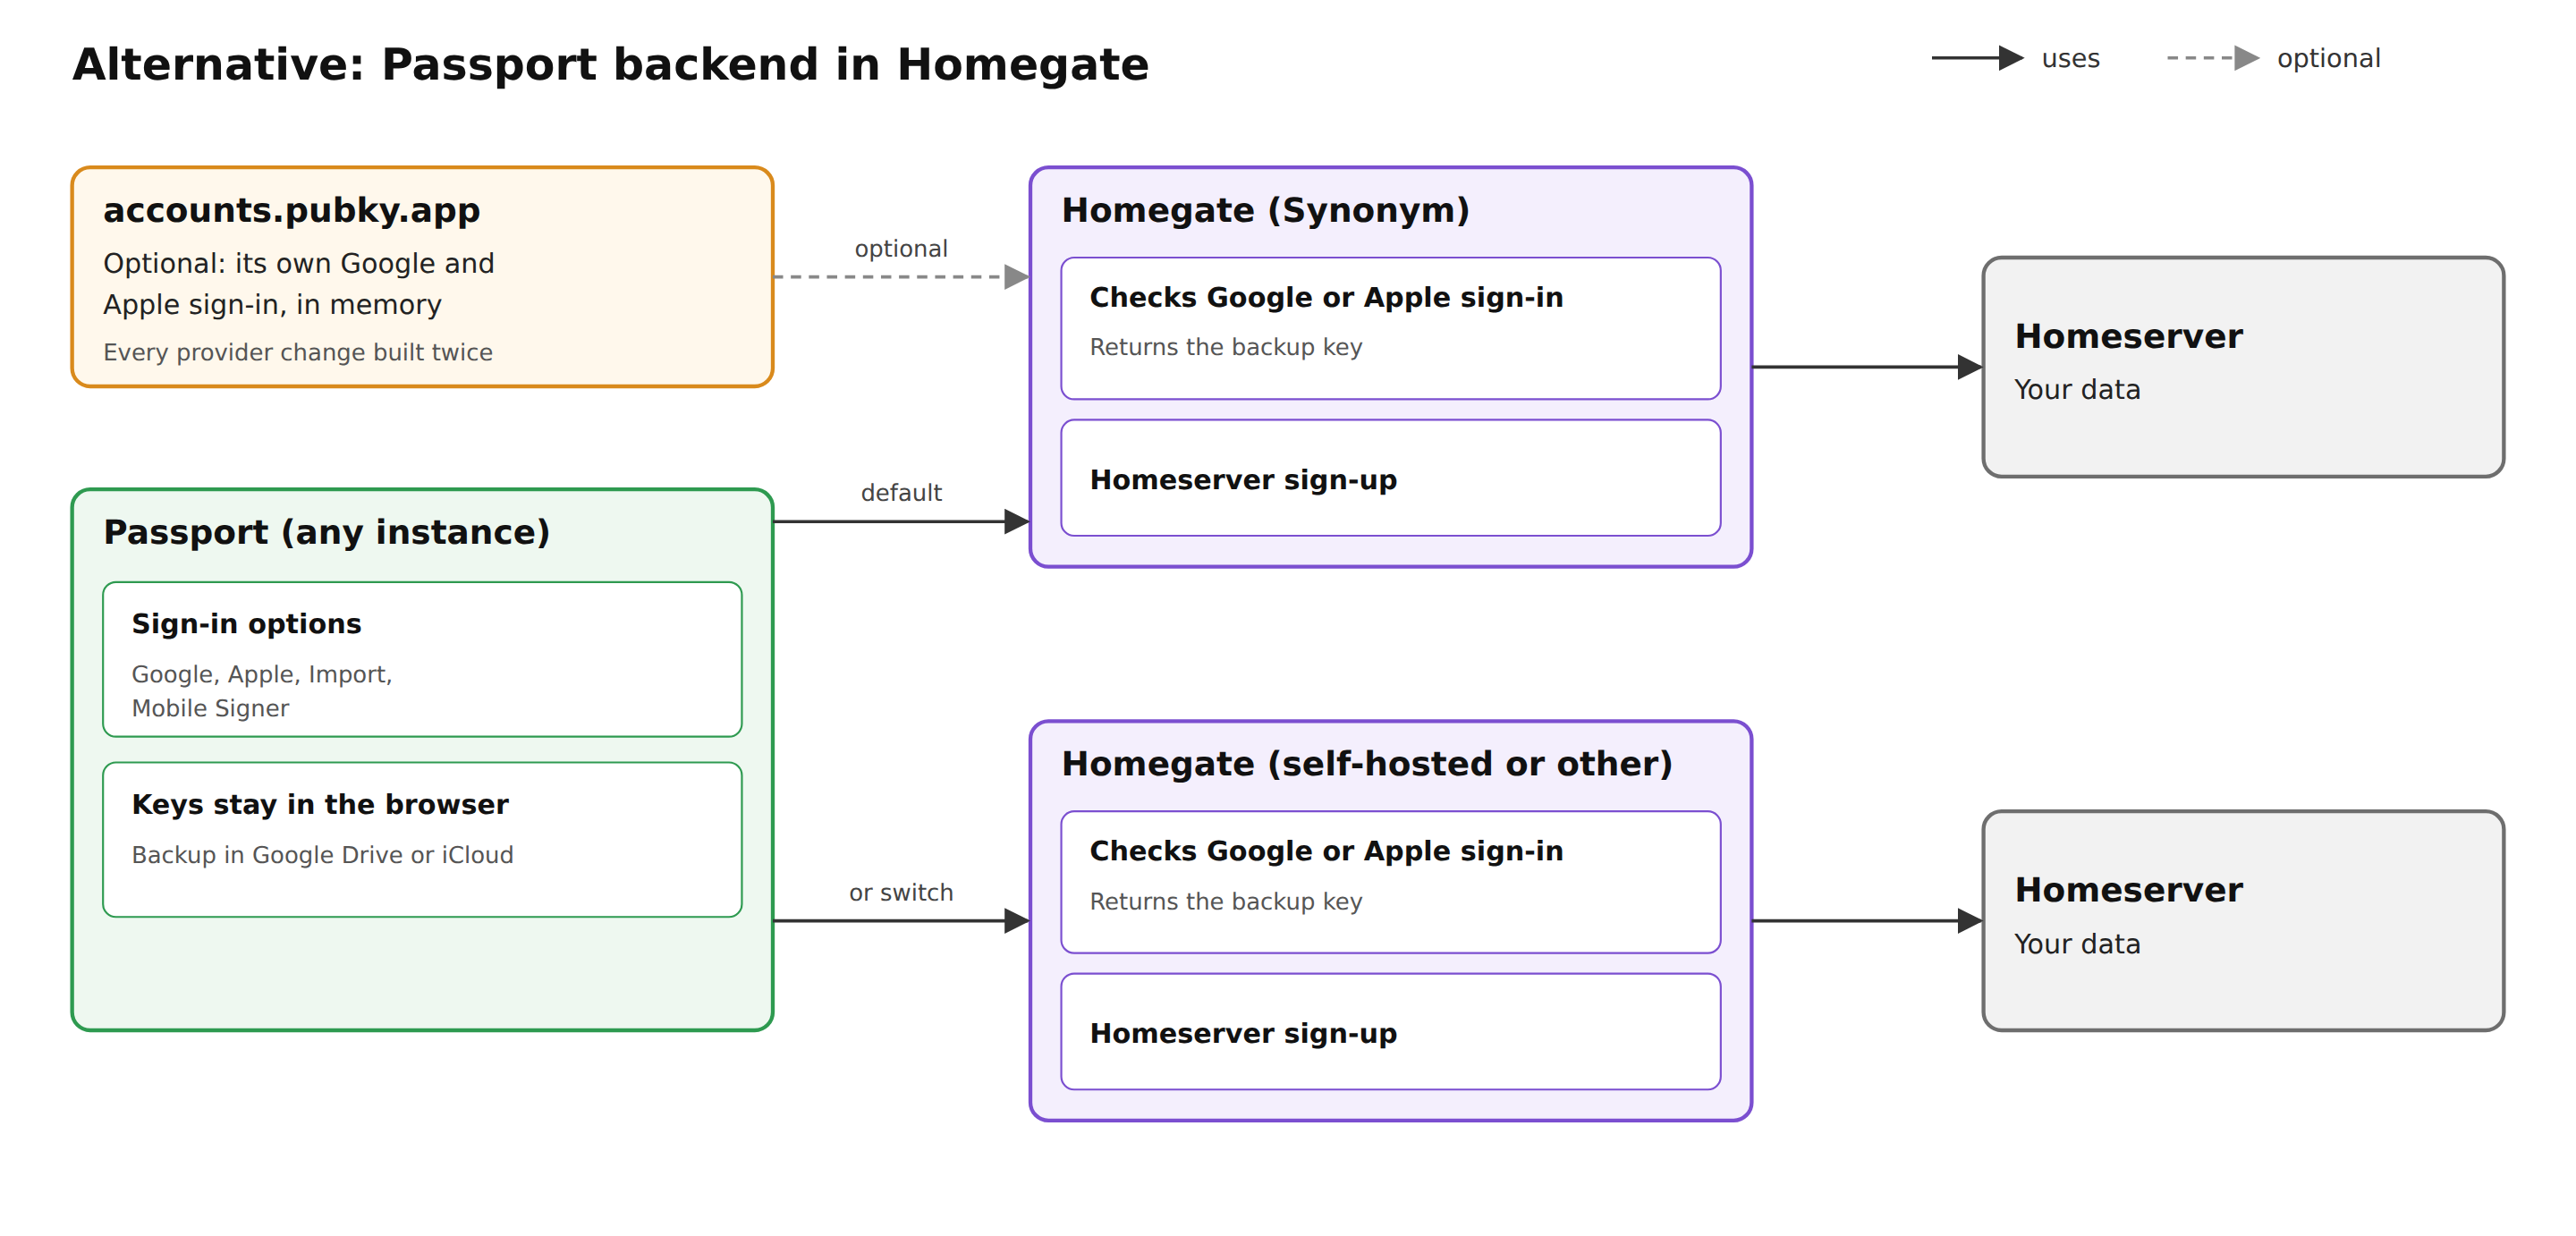 Alternative: Passport backend in Homegate
uses
optional
accounts.pubky.app
Optional: its own Google and
Apple sign-in, in memory
Every provider change built twice
optional
Homegate (Synonym)
Checks Google or Apple sign-in
Returns the backup key
Homeserver sign-up
Homeserver
Your data
default
Passport (any instance)
Sign-in options
Google, Apple, Import,
Mobile Signer
Keys stay in the browser
Backup in Google Drive or iCloud
or switch
Homegate (self-hosted or other)
Checks Google or Apple sign-in
Returns the backup key
Homeserver sign-up
Homeserver
Your data